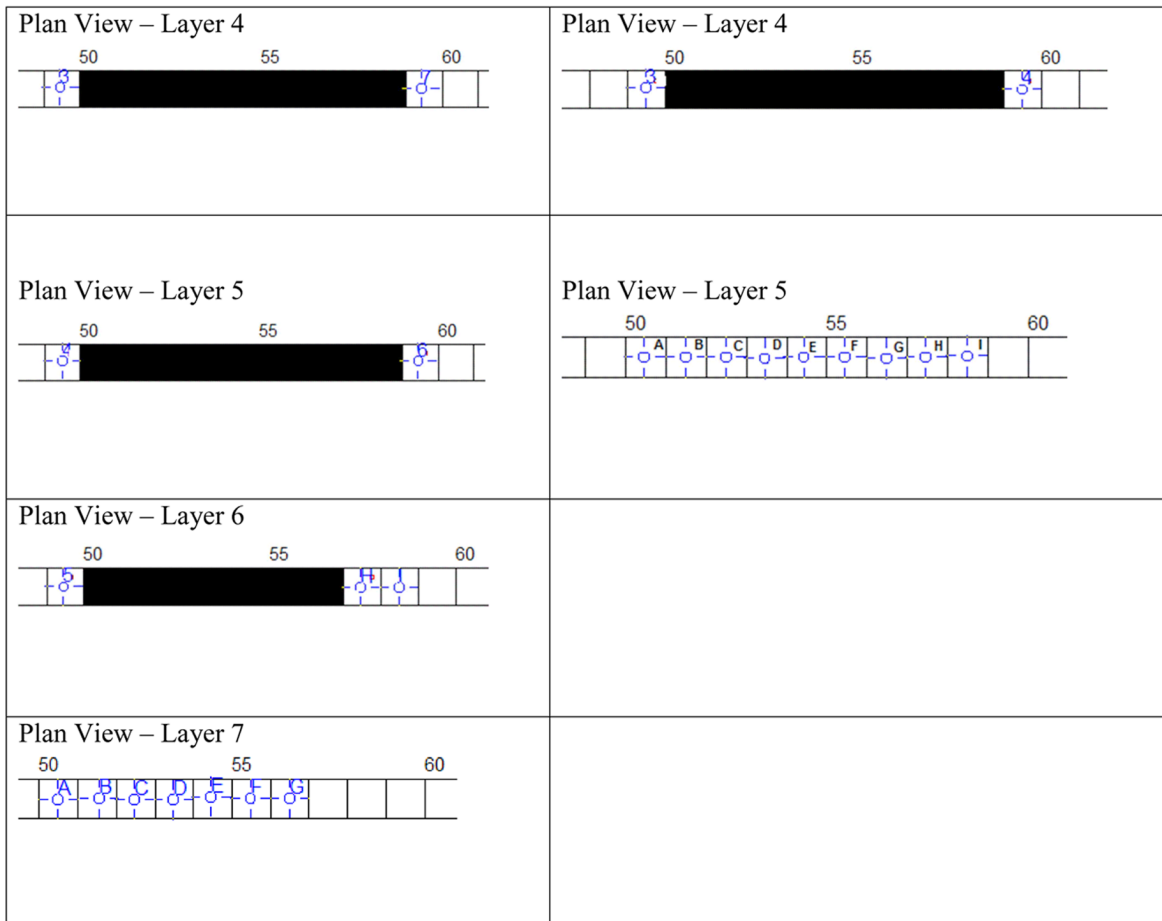 Plan View – Layer 4
50 55 60
3 7
Plan View – Layer 4
50 55 60
3 4
Plan View – Layer 5
50 55 60
4 6
Plan View – Layer 5
50 55 60
A B C D E F G H I
Plan View – Layer 6
50 55 60
5 H I
Plan View – Layer 7
50 55 60
A B C D E F G